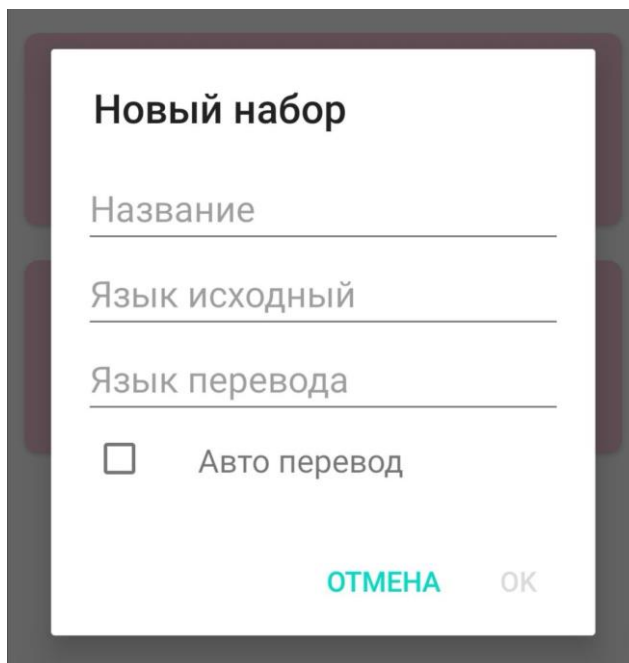 Новый набор
Название
Язык исходный
Язык перевода
Авто перевод
ОТМЕНА OK